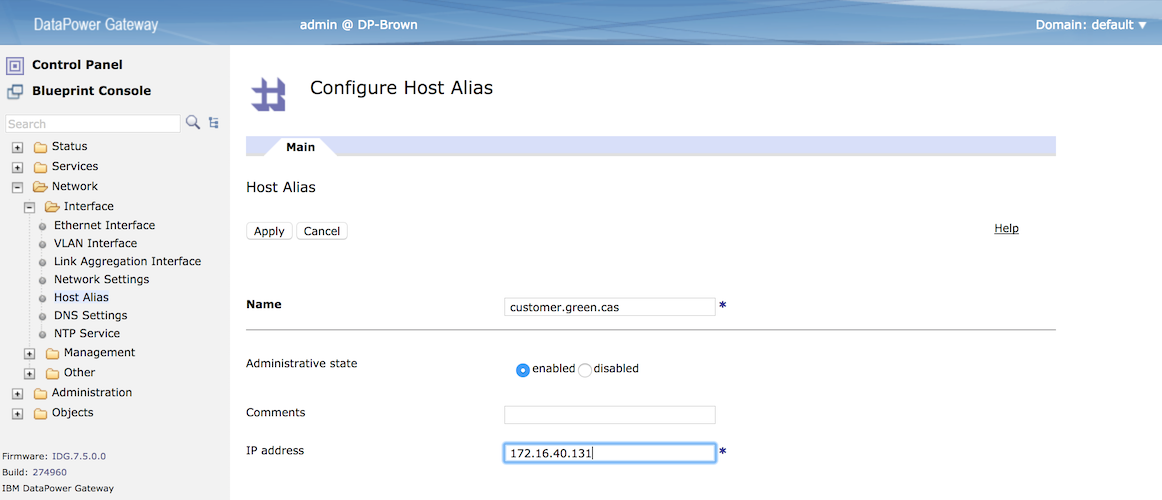 DataPower Gateway admin @ DP-Brown Domain: default ▼
Control Panel
Blueprint Console
Search
Status
Services
Network
Interface
Ethernet Interface
VLAN Interface
Link Aggregation Interface
Network Settings
Host Alias
DNS Settings
NTP Service
Management
Other
Administration
Objects
Firmware: IDG.7.5.0.0
Build: 274960
IBM DataPower Gateway
Configure Host Alias
Main
Host Alias
Apply Cancel Help
Name customer.green.cas *
Administrative state enabled disabled
Comments
IP address 172.16.40.131 *